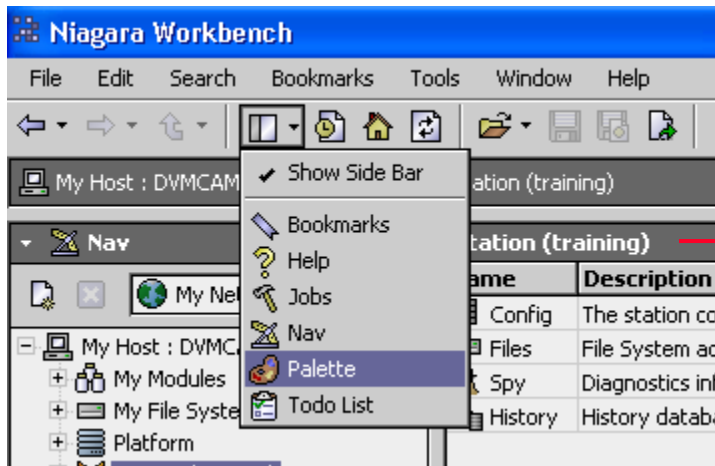 Niagara Workbench
File Edit Search Bookmarks Tools Window Help
My Host : DVMCAM
ation (training)
Show Side Bar
Bookmarks
Help
Jobs
Nav
Palette
Todo List
Nav
My Net
My Host : DVMC
My Modules
My File Syste
Platform
tation (training)
ame Description
Config The station co
Files File System ac
Spy Diagnostics in
History History datab